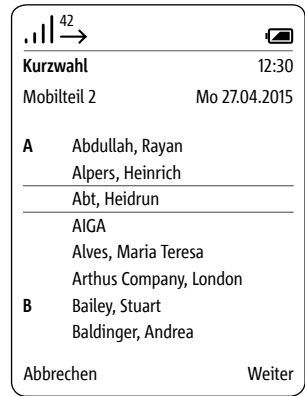 42
Kurzwahl 12:30
Mobilteil 2 Mo 27.04.2015
A Abdullah, Rayan
Alpers, Heinrich
Abt, Heidrun
AIGA
Alves, Maria Teresa
Arthus Company, London
B Bailey, Stuart
Baldinger, Andrea
Abbrechen Weiter